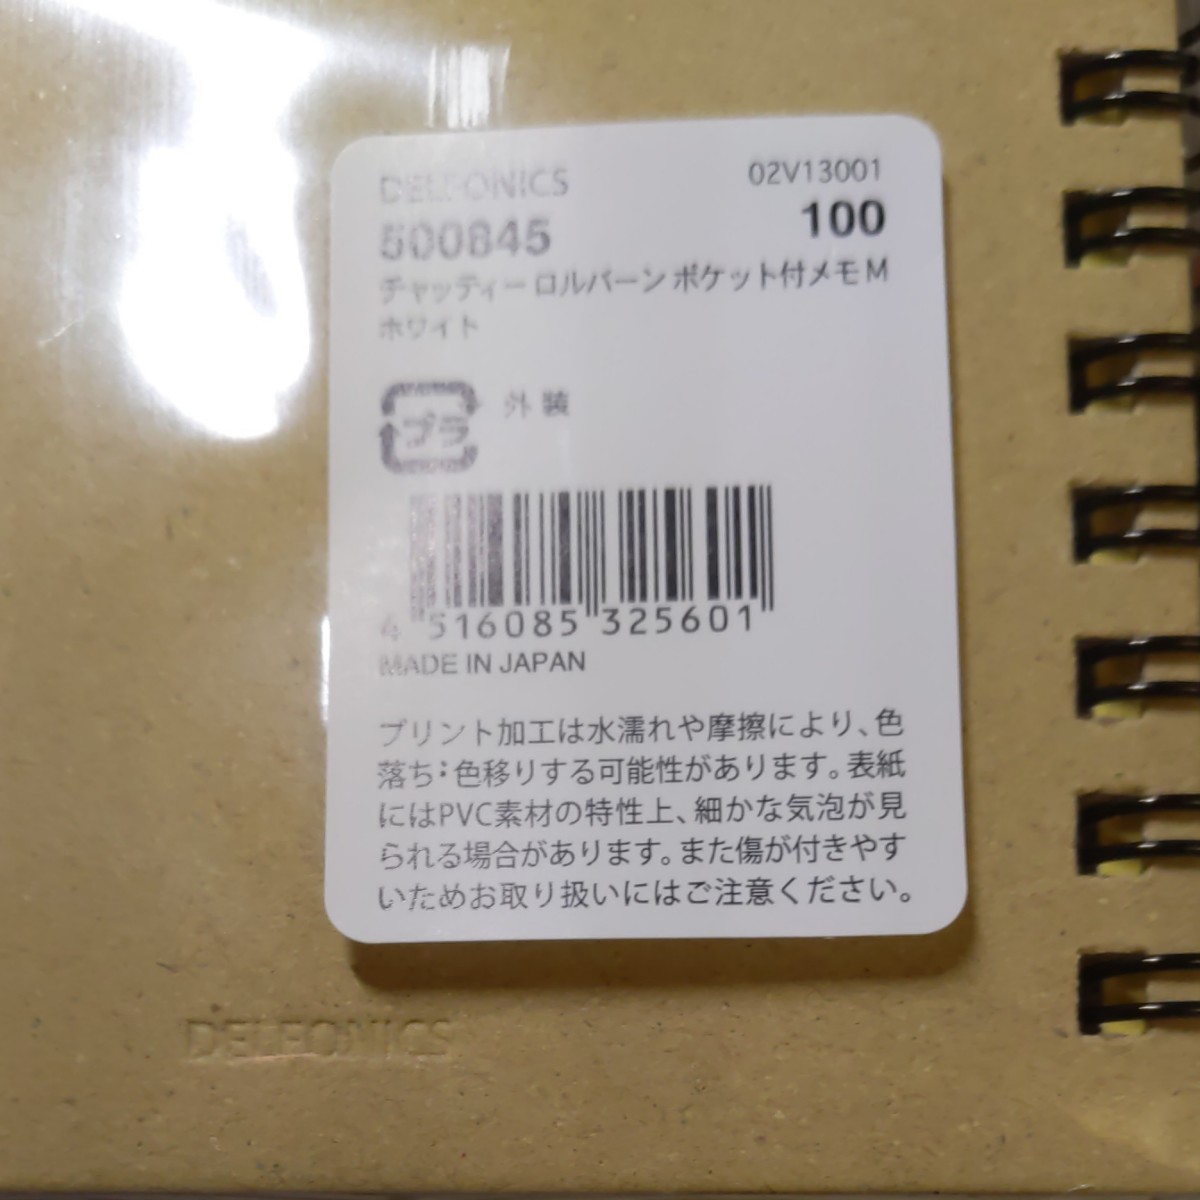 DELFONICS 02V13001
500845 100
チャッティー ロルバーン ポケット付メモM
ホワイト
プラ 外装
4 516085 325601
MADE IN JAPAN
プリント加工は水濡れや摩擦により、色
落ち・色移りする可能性があります。表紙
にはPVC素材の特性上、細かな気泡が見
られる場合があります。また傷が付きやす
いためお取り扱いにはご注意ください。
DELFONICS